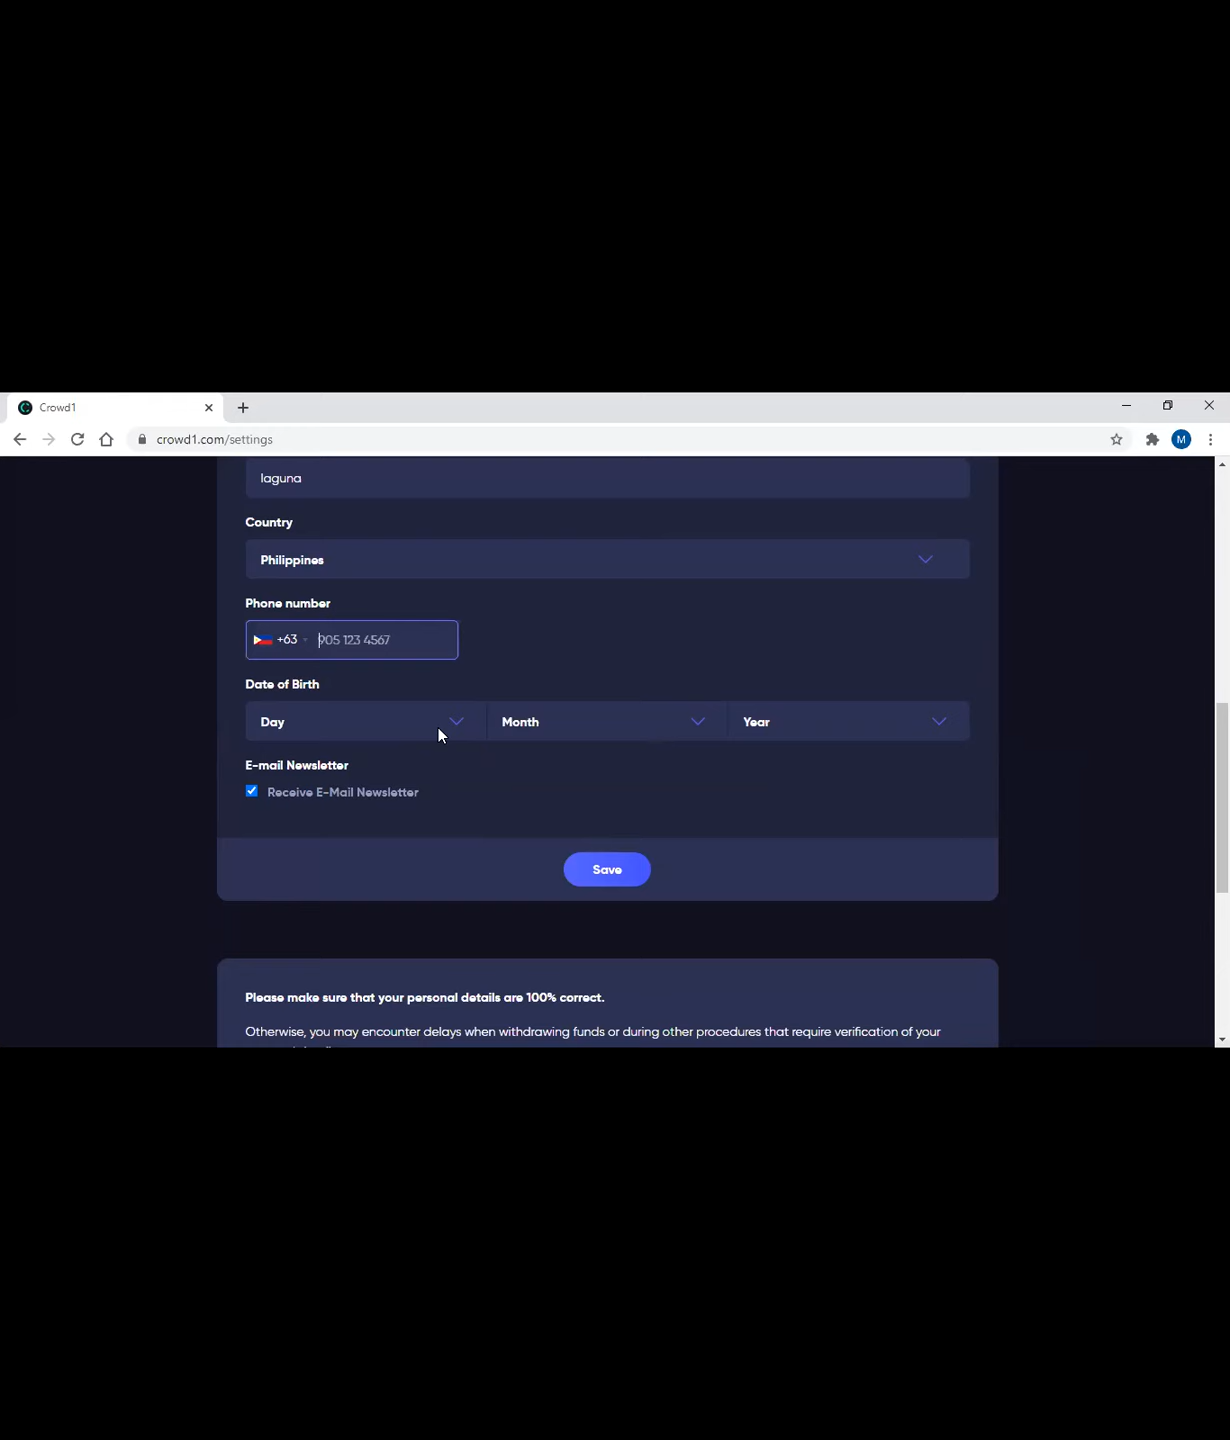 Crowd1
crowd1.com/settings
M
laguna
Country
Philippines
Phone number
+63 905 123 4567
Date of Birth
Day Month Year
E-mail Newsletter
Receive E-Mail Newsletter
Save
Please make sure that your personal details are 100% correct.
Otherwise, you may encounter delays when withdrawing funds or during other procedures that require verification of your